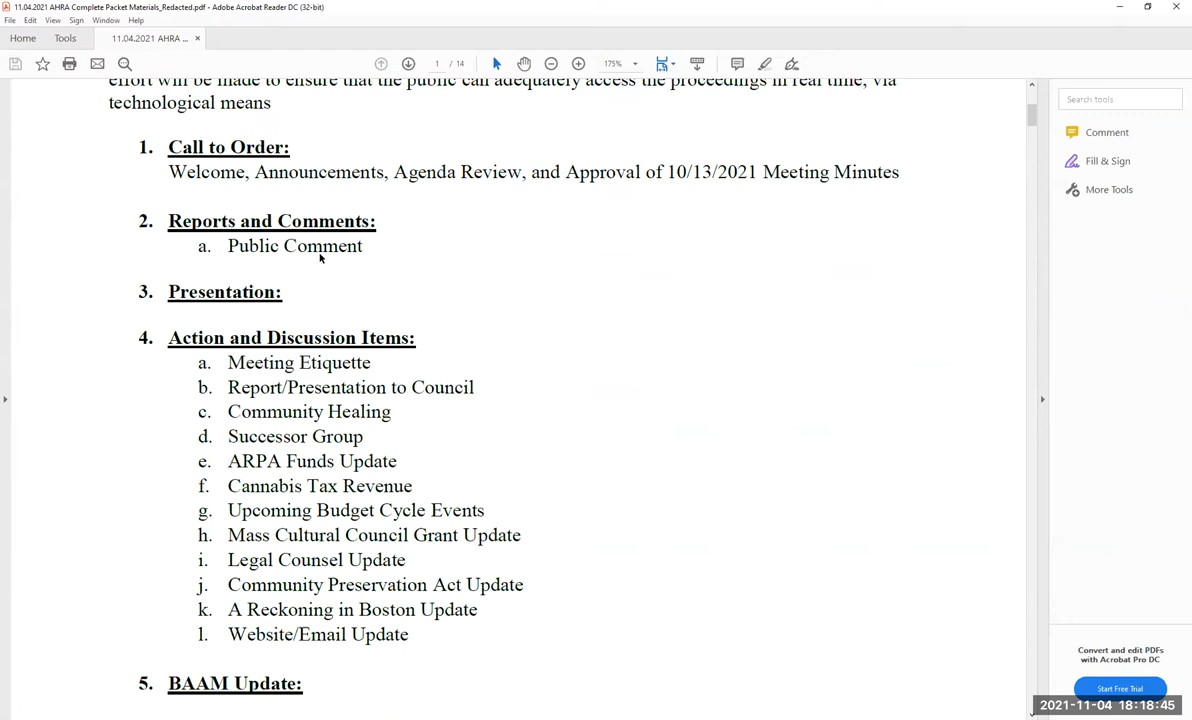 11.04.2021 AHRA Complete Packet Materials_Redacted.pdf - Adobe Acrobat Reader DC (32-bit)
File Edit View Sign Window Help
Home Tools 11.04.2021 AHRA ... ×
1 / 14 175%
effort will be made to ensure that the public can adequately access the proceedings in real time, via
technological means
1. Call to Order:
Welcome, Announcements, Agenda Review, and Approval of 10/13/2021 Meeting Minutes
2. Reports and Comments:
a. Public Comment
3. Presentation:
4. Action and Discussion Items:
a. Meeting Etiquette
b. Report/Presentation to Council
c. Community Healing
d. Successor Group
e. ARPA Funds Update
f. Cannabis Tax Revenue
g. Upcoming Budget Cycle Events
h. Mass Cultural Council Grant Update
i. Legal Counsel Update
j. Community Preservation Act Update
k. A Reckoning in Boston Update
l. Website/Email Update
5. BAAM Update:
Search tools
Comment
Fill & Sign
More Tools
Convert and edit PDFs
with Acrobat Pro DC
Start Free Trial
2021-11-04 18:18:45